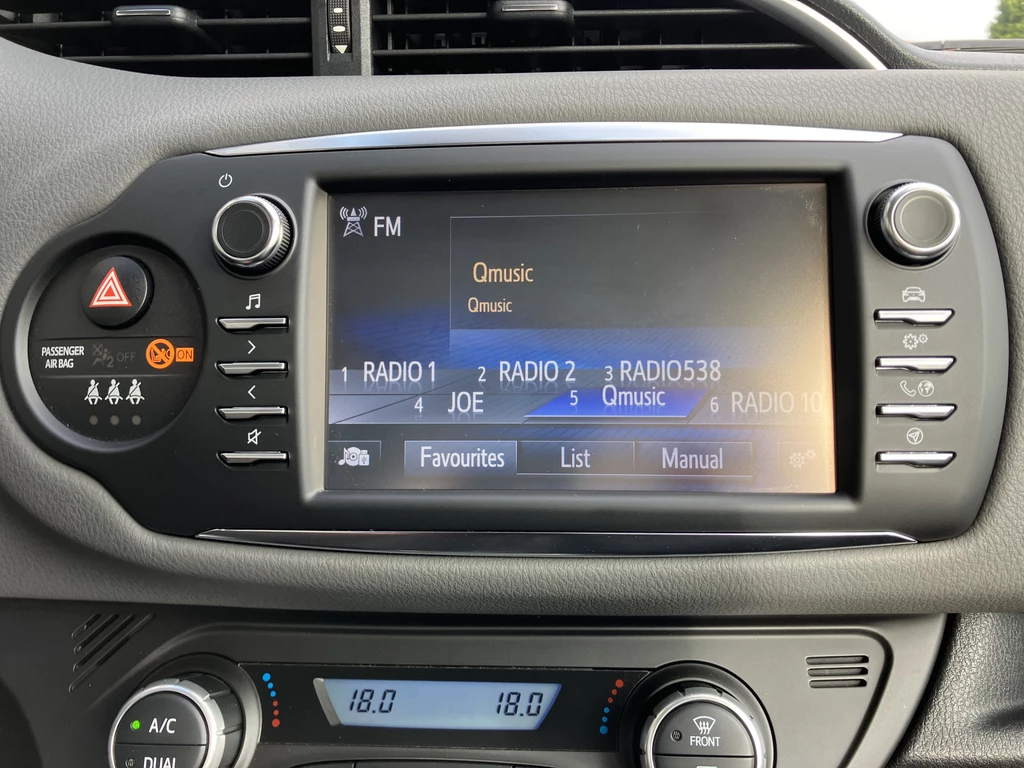 FM
Qmusic
Qmusic
1 RADIO 1 2 RADIO 2 3 RADIO538
4 JOE 5 Qmusic 6 RADIO 10
Favourites List Manual
PASSENGER
AIR BAG
2 OFF
ON
18.0 18.0
A/C
DUAL
FRONT